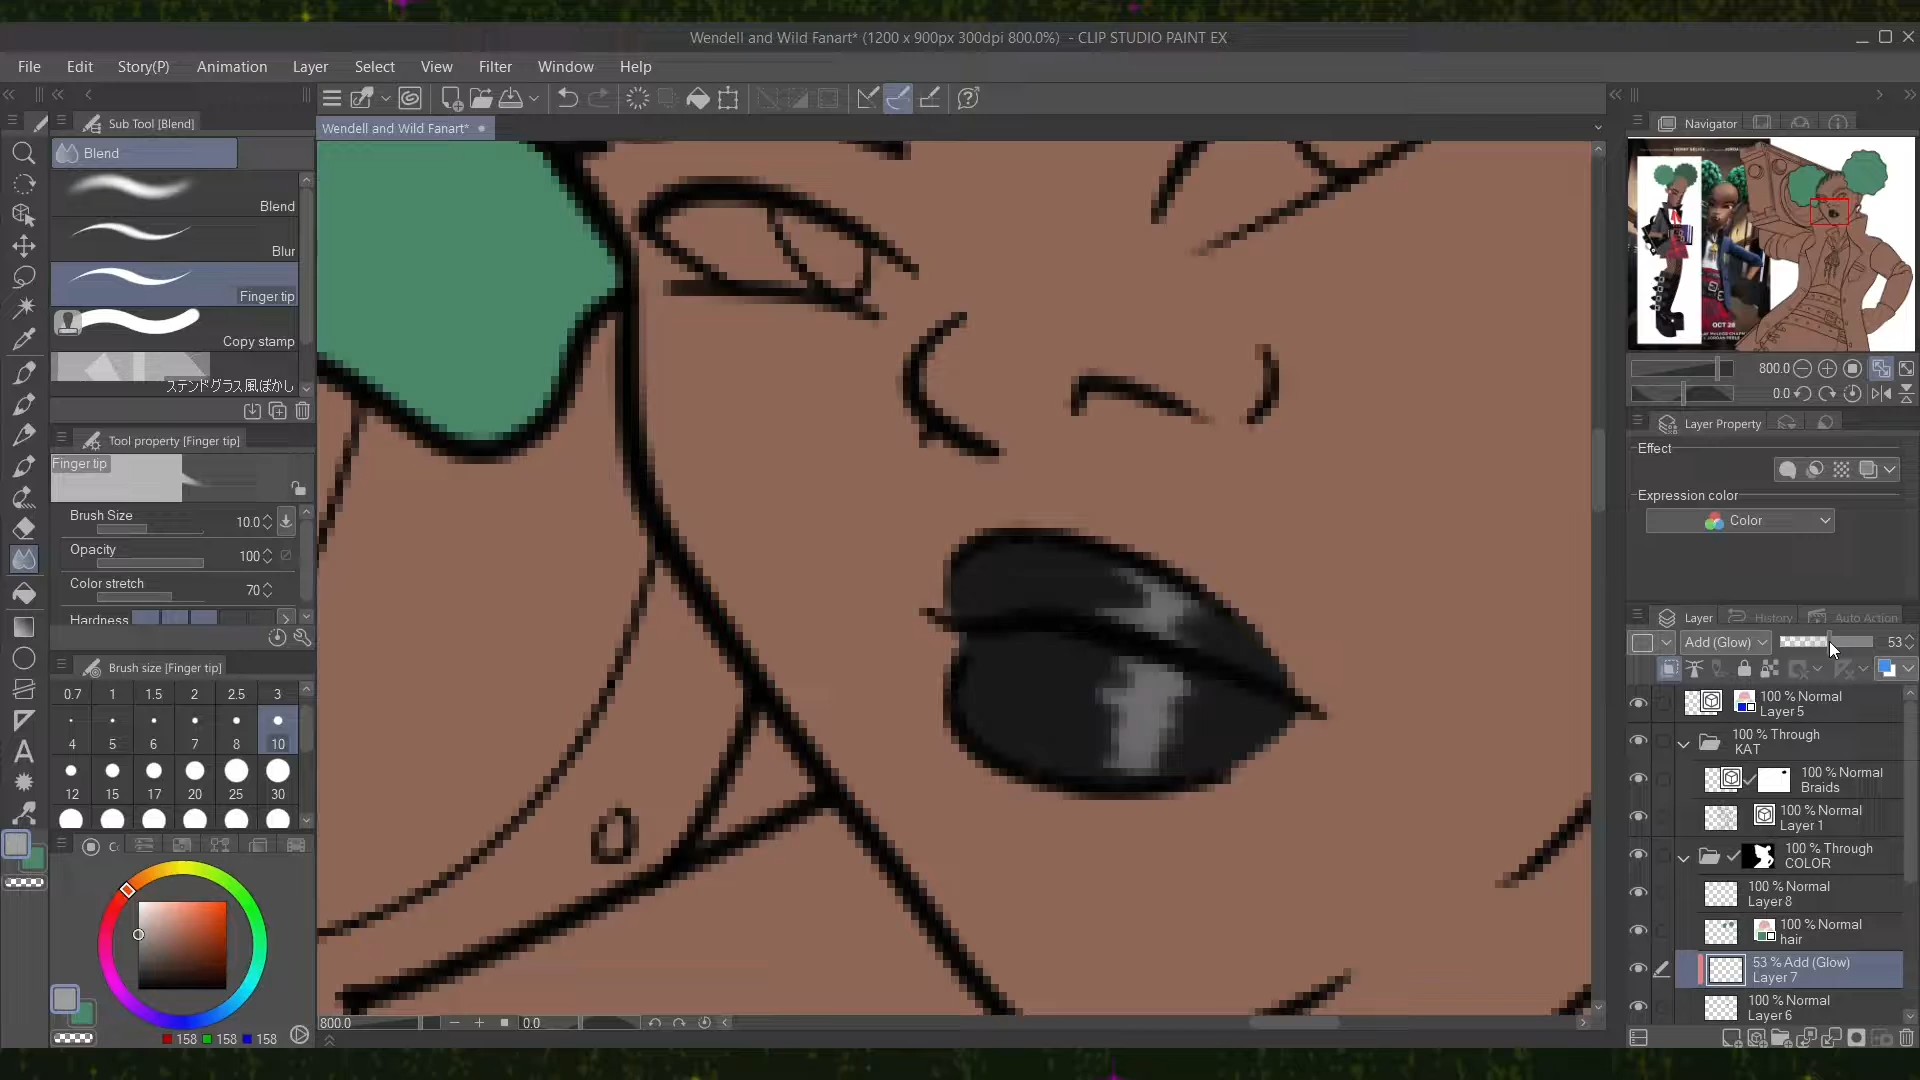 Wendell and Wild Fanart* (1200 x 900px 300dpi 800.0%) - CLIP STUDIO PAINT EX
File Edit Story(P) Animation Layer Select View Filter Window Help
Sub Tool [Blend]
Wendell and Wild Fanart*
Navigator
Blend
Blend
Blur
Finger tip
Copy stamp
ステンドグラス風ぼかし
OCT 28
800.0
0.0
Tool property [Finger tip]
Layer Property
Finger tip
Effect
Expression color
Color
Brush Size 10.0
Opacity 100
Color stretch 70
Hardness
Layer History Auto Action
Add (Glow) 53
Brush size [Finger tip]
0.7 1 1.5 2 2.5 3
4 5 6 7 8 10
12 15 17 20 25 30
100 % Normal
Layer 5
100 % Through
KAT
100 % Normal
Braids
100 % Normal
Layer 1
100 % Through
COLOR
100 % Normal
Layer 8
100 % Normal
hair
53 % Add (Glow)
Layer 7
100 % Normal
Layer 6
158 158 158
800.0 0.0